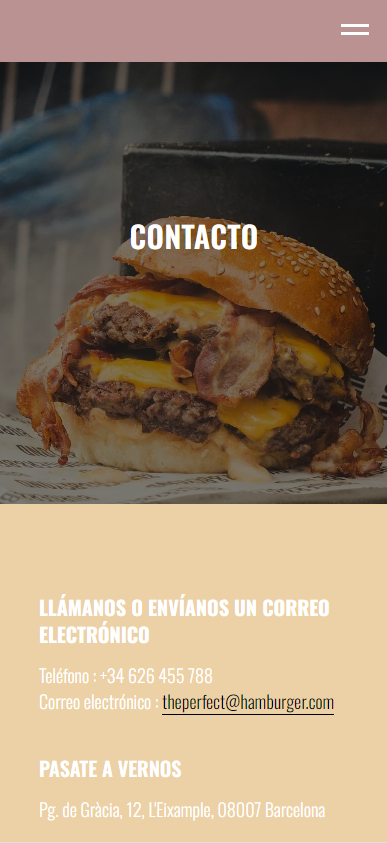 CONTACTO
LLÁMANOS O ENVÍANOS UN CORREO
ELECTRÓNICO
Teléfono : +34 626 455 788
Correo electrónico : theperfect@hamburger.com
PASATE A VERNOS
Pg. de Gràcia, 12, L'Eixample, 08007 Barcelona